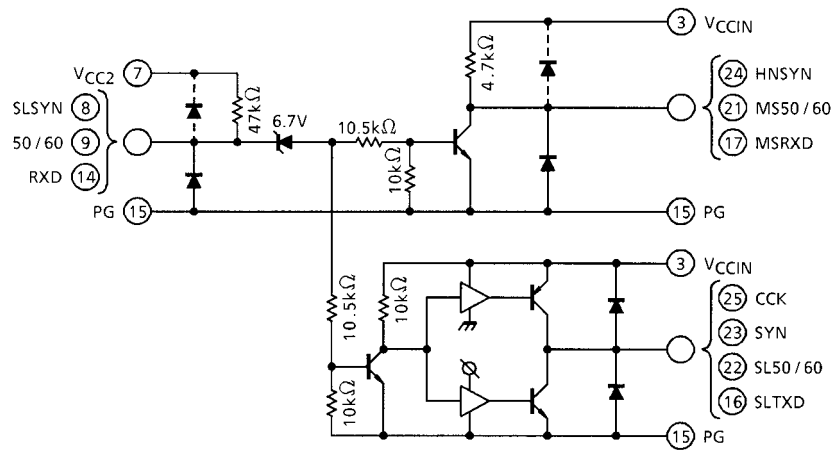 3 VCCIN
VCC2 7
4.7kΩ
24 HNSYN
SLSYN 8
47kΩ
6.7V
10.5kΩ
21 MS50/60
50/60 9
17 MSRXD
RXD 14
10kΩ
PG 15
15 PG
3 VCCIN
10.5kΩ
10kΩ
25 CCK
23 SYN
22 SL50/60
10kΩ
16 SLTXD
15 PG